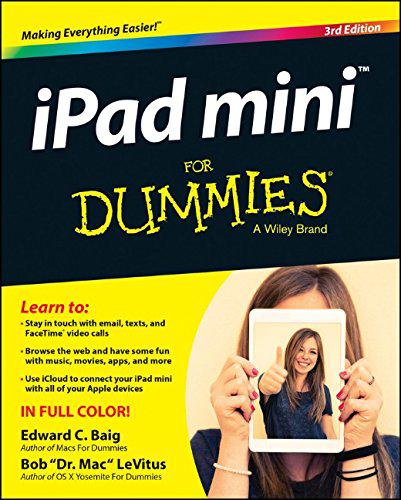 Making Everything Easier!™
3rd Edition
iPad mini™
FOR
DUMMIES®
A Wiley Brand
Learn to:
• Stay in touch with email, texts, and
FaceTime® video calls
• Browse the web and have some fun
with music, movies, apps, and more
• Use iCloud to connect your iPad mini
with all of your Apple devices
IN FULL COLOR!
Edward C. Baig
Author of Macs For Dummies
Bob "Dr. Mac" LeVitus
Author of OS X Yosemite For Dummies